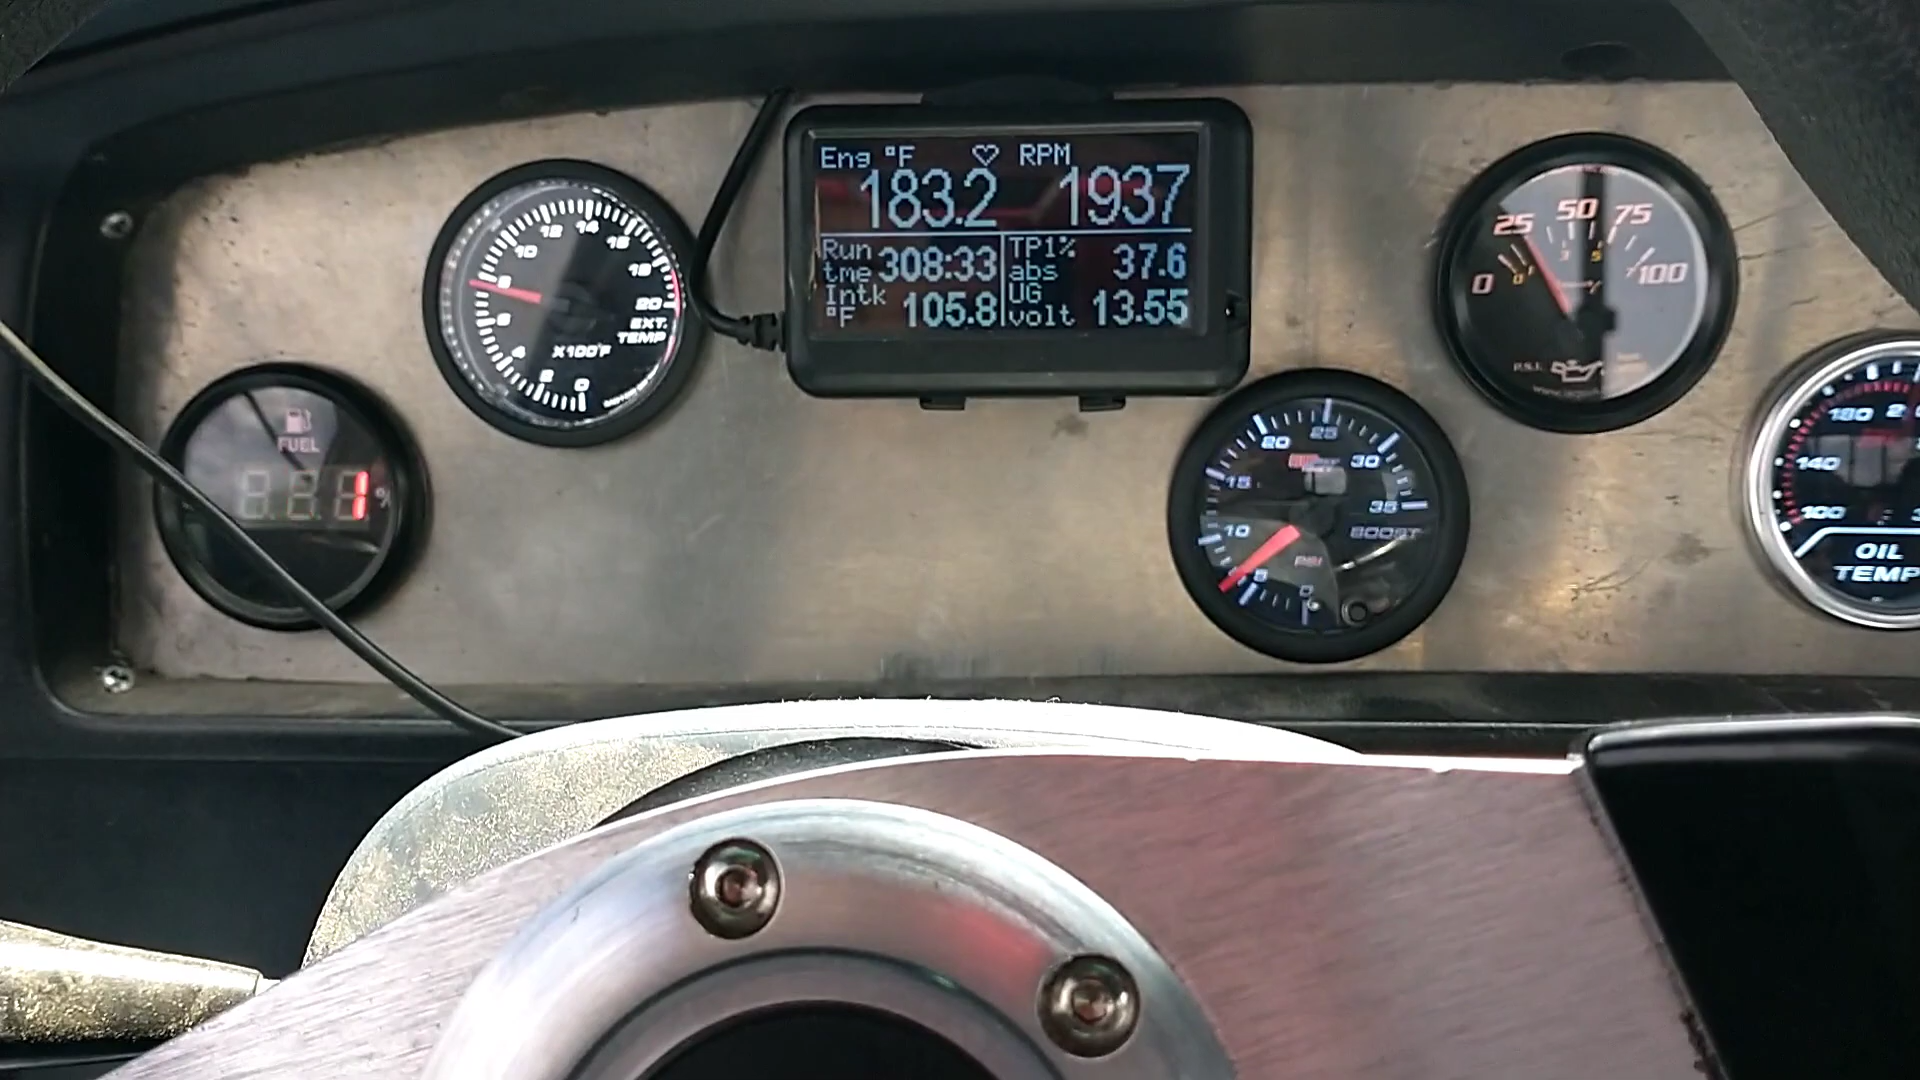 Eng °F ♡ RPM
183.2 1937
Run tme 308:33 TP1% abs 37.6
Intk °F 105.8 UG volt 13.55
0 2 4 6 8 10 12 14 16 18 20
EXT.
TEMP
X100°F
FUEL
1 %
0 5 10 15 20 25 30 35
BOOST
PSI
0 25 50 75 100
P.S.I.
100 140 180
OIL
TEMP